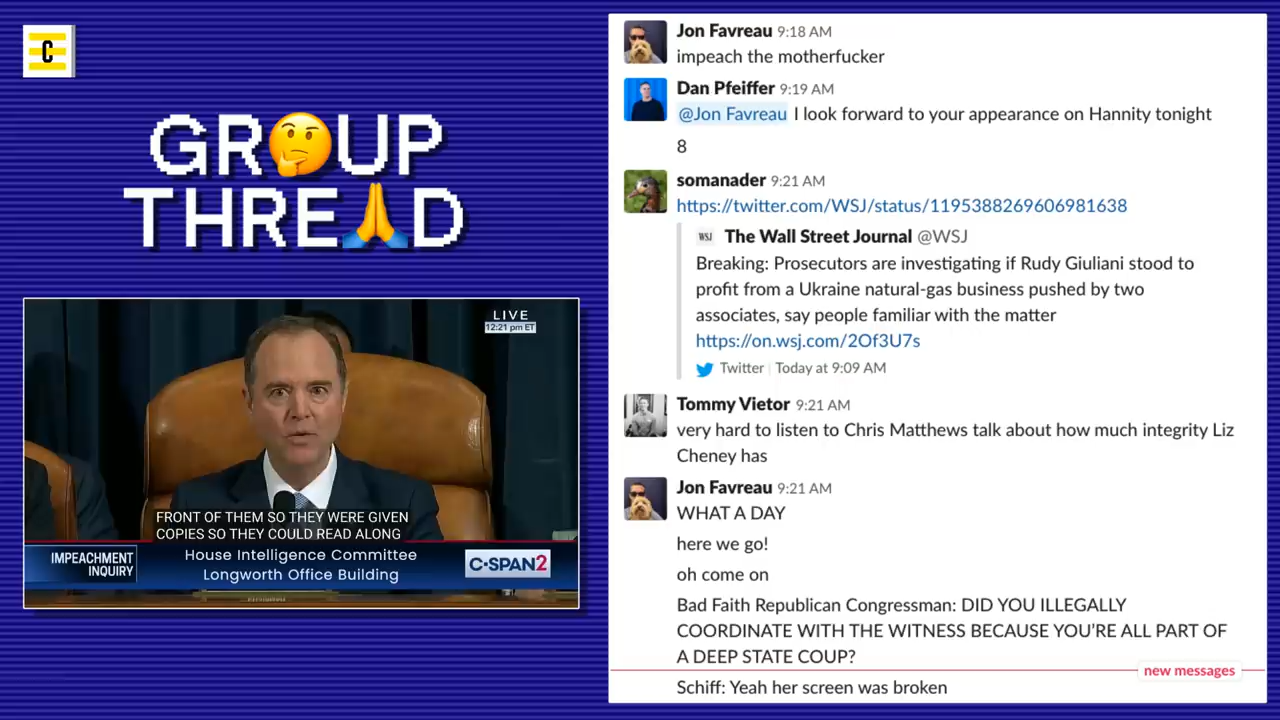 C
GR🤔UP
THRE🙏D
LIVE
12:21 pm ET
FRONT OF THEM SO THEY WERE GIVEN
COPIES SO THEY COULD READ ALONG
IMPEACHMENT
INQUIRY
House Intelligence Committee
Longworth Office Building
C-SPAN2
Jon Favreau 9:18 AM
impeach the motherfucker
Dan Pfeiffer 9:19 AM
@Jon Favreau I look forward to your appearance on Hannity tonight
8
somanader 9:21 AM
https://twitter.com/WSJ/status/1195388269606981638
WSJ The Wall Street Journal @WSJ
Breaking: Prosecutors are investigating if Rudy Giuliani stood to
profit from a Ukraine natural-gas business pushed by two
associates, say people familiar with the matter
https://on.wsj.com/2Of3U7s
Twitter | Today at 9:09 AM
Tommy Vietor 9:21 AM
very hard to listen to Chris Matthews talk about how much integrity Liz
Cheney has
Jon Favreau 9:21 AM
WHAT A DAY
here we go!
oh come on
Bad Faith Republican Congressman: DID YOU ILLEGALLY
COORDINATE WITH THE WITNESS BECAUSE YOU'RE ALL PART OF
A DEEP STATE COUP?
new messages
Schiff: Yeah her screen was broken